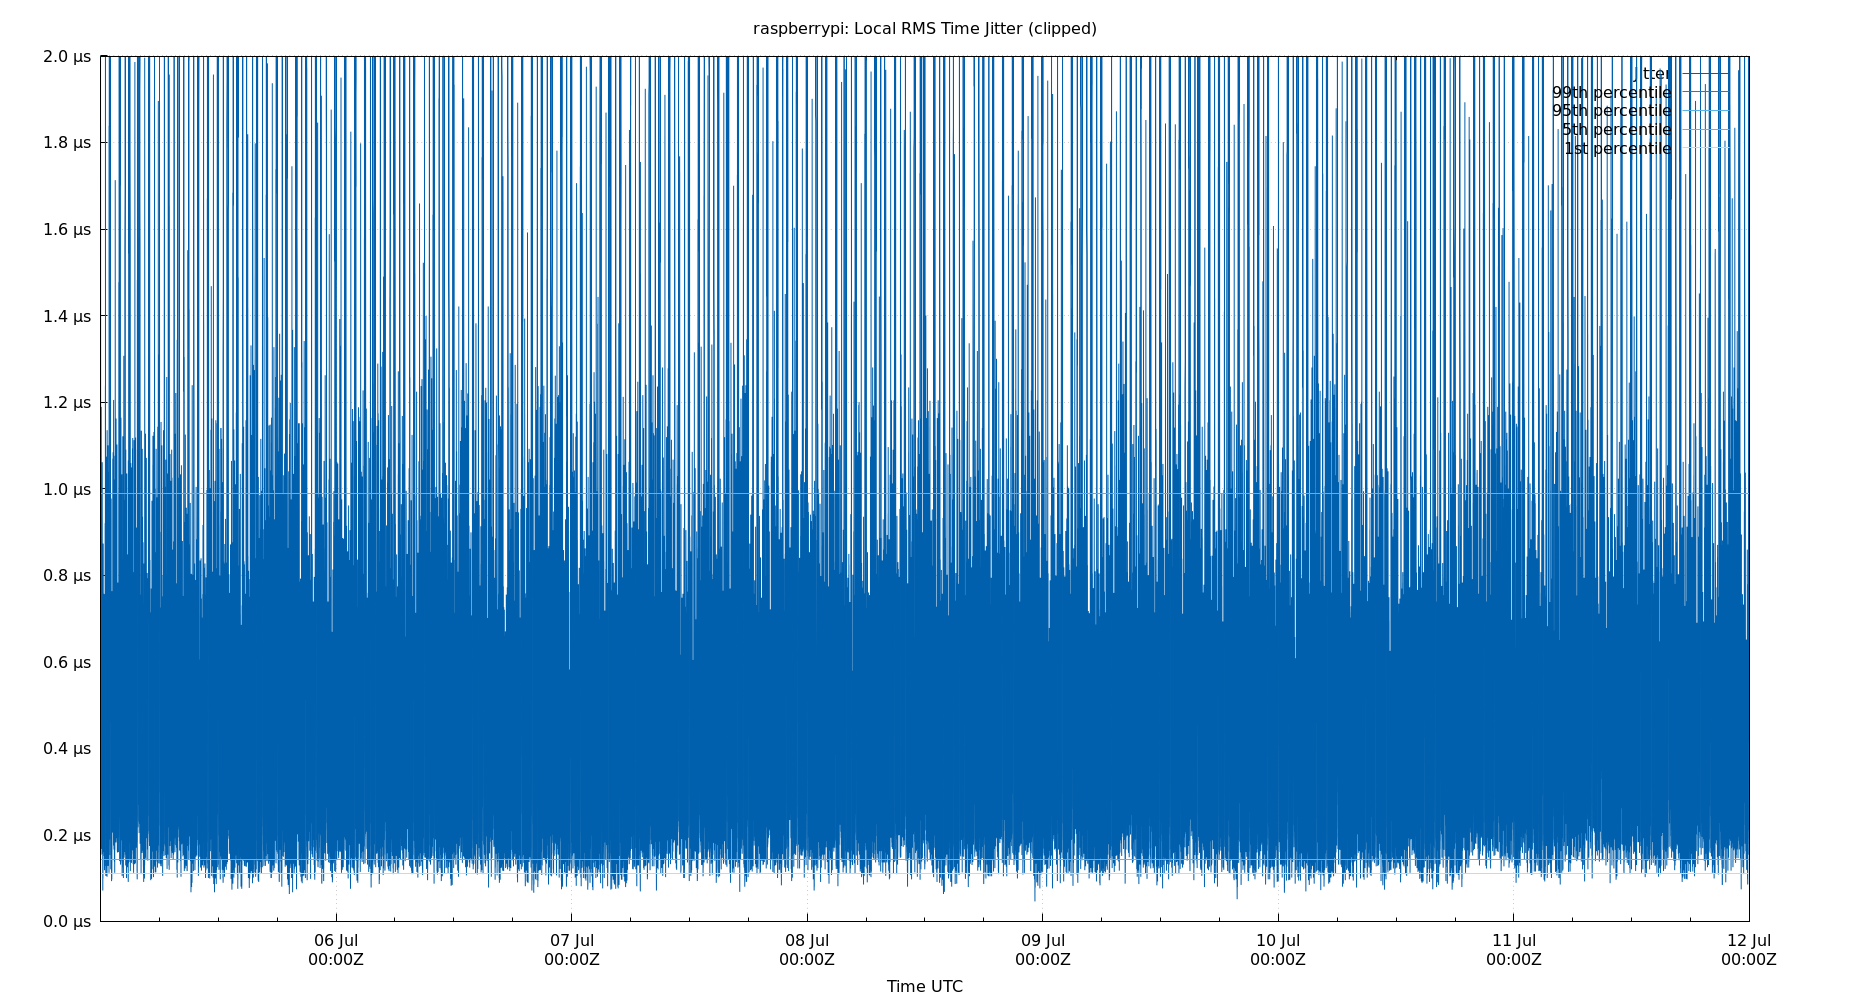 raspberrypi: Local RMS Time Jitter (clipped)
2.0 μs
1.8 μs
1.6 μs
1.4 μs
1.2 μs
1.0 μs
0.8 μs
0.6 μs
0.4 μs
0.2 μs
0.0 μs
jitter
99th percentile
95th percentile
5th percentile
1st percentile
06 Jul
00:00Z
07 Jul
00:00Z
08 Jul
00:00Z
09 Jul
00:00Z
10 Jul
00:00Z
11 Jul
00:00Z
12 Jul
00:00Z
Time UTC